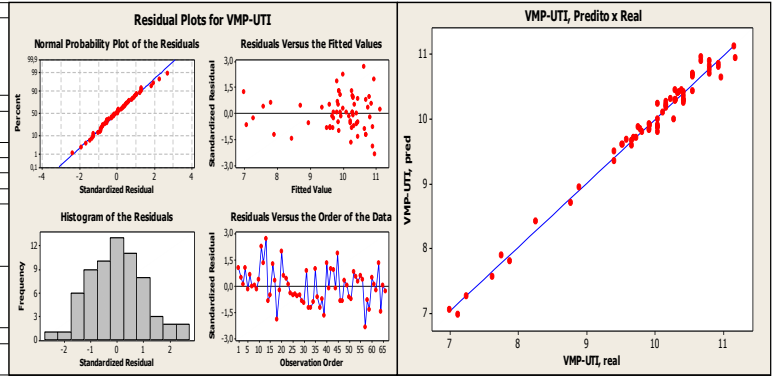 Residual Plots for VMP-UTI
Normal Probability Plot of the Residuals
Percent
99,9
99
90
50
10
1
0,1
-4 -2 0 2 4
Standardized Residual
Residuals Versus the Fitted Values
Standardized Residual
3,0
1,5
0,0
-1,5
-3,0
7 8 9 10 11
Fitted Value
Histogram of the Residuals
Frequency
12
9
6
3
0
-2 -1 0 1 2
Standardized Residual
Residuals Versus the Order of the Data
Standardized Residual
3,0
1,5
0,0
-1,5
-3,0
1 5 10 15 20 25 30 35 40 45 50 55 60 65
Observation Order
VMP-UTI, Predito x Real
VMP-UTI, pred
11
10
9
8
7
7 8 9 10 11
VMP-UTI, real